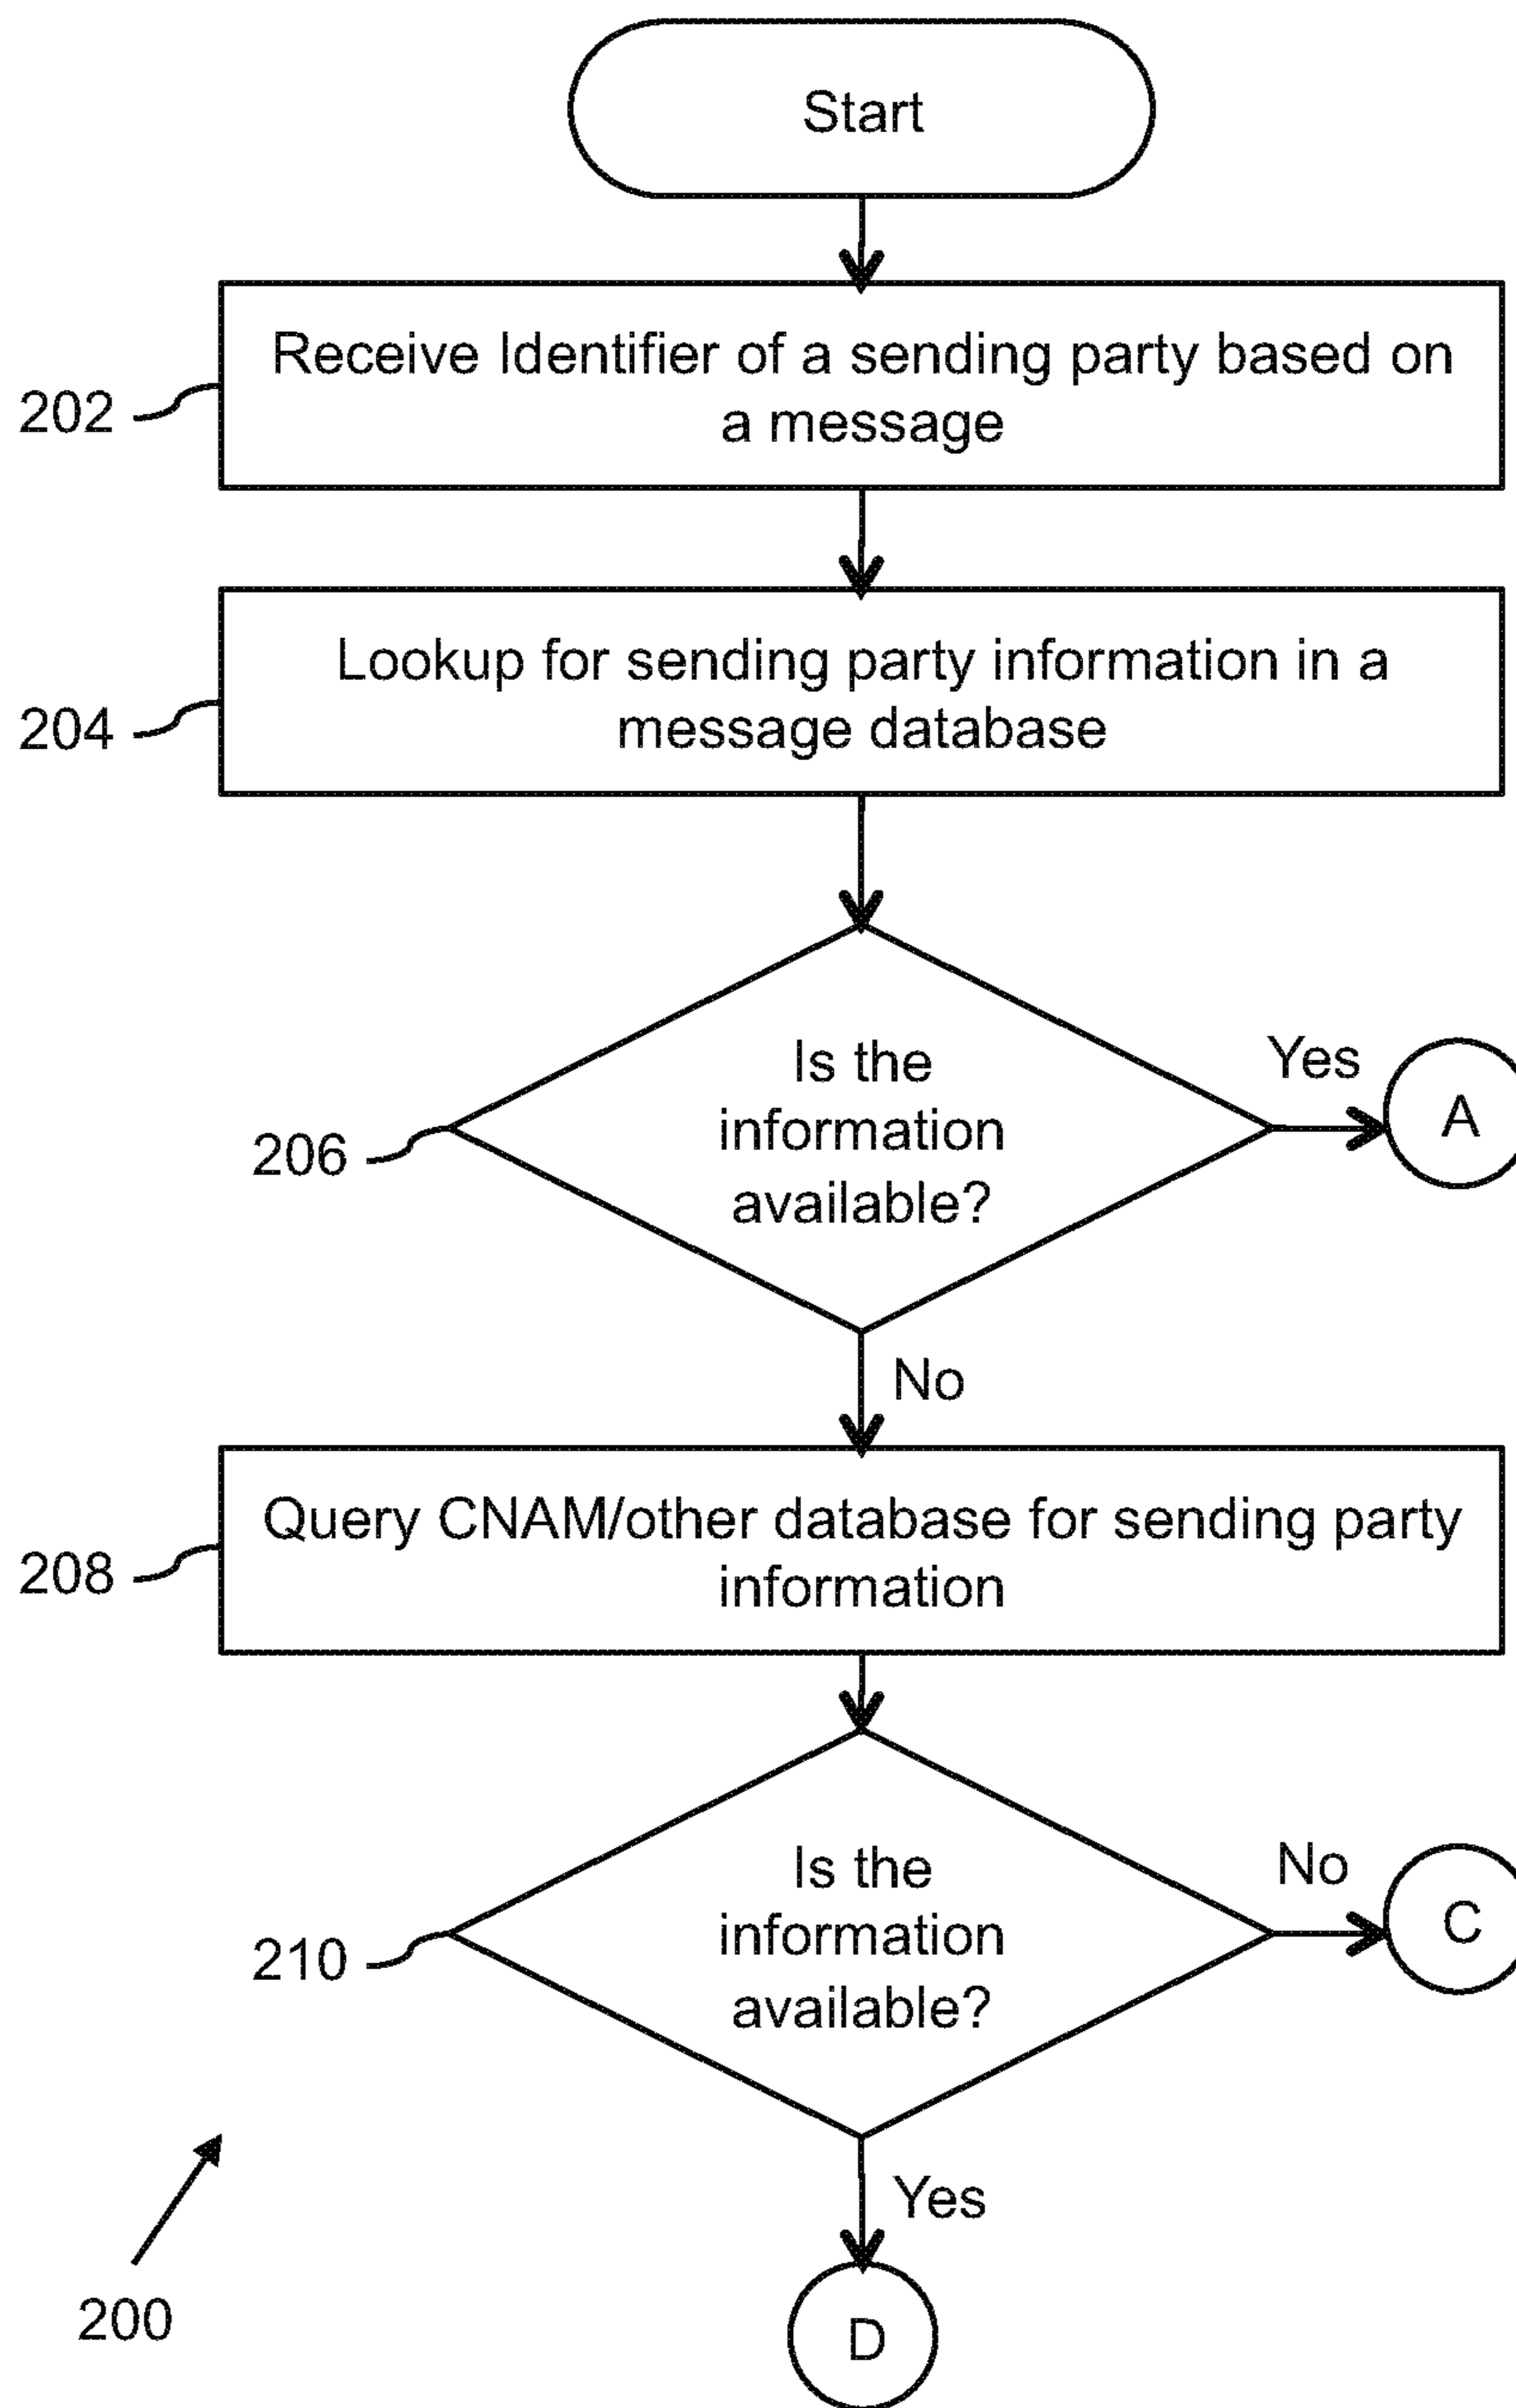 Start
Receive Identifier of a sending party based on
a message
202
Lookup for sending party information in a
message database
204
Is the
information
available?
Yes
A
206
No
Query CNAM/other database for sending party
information
208
Is the
information
available?
No
C
210
Yes
D
200